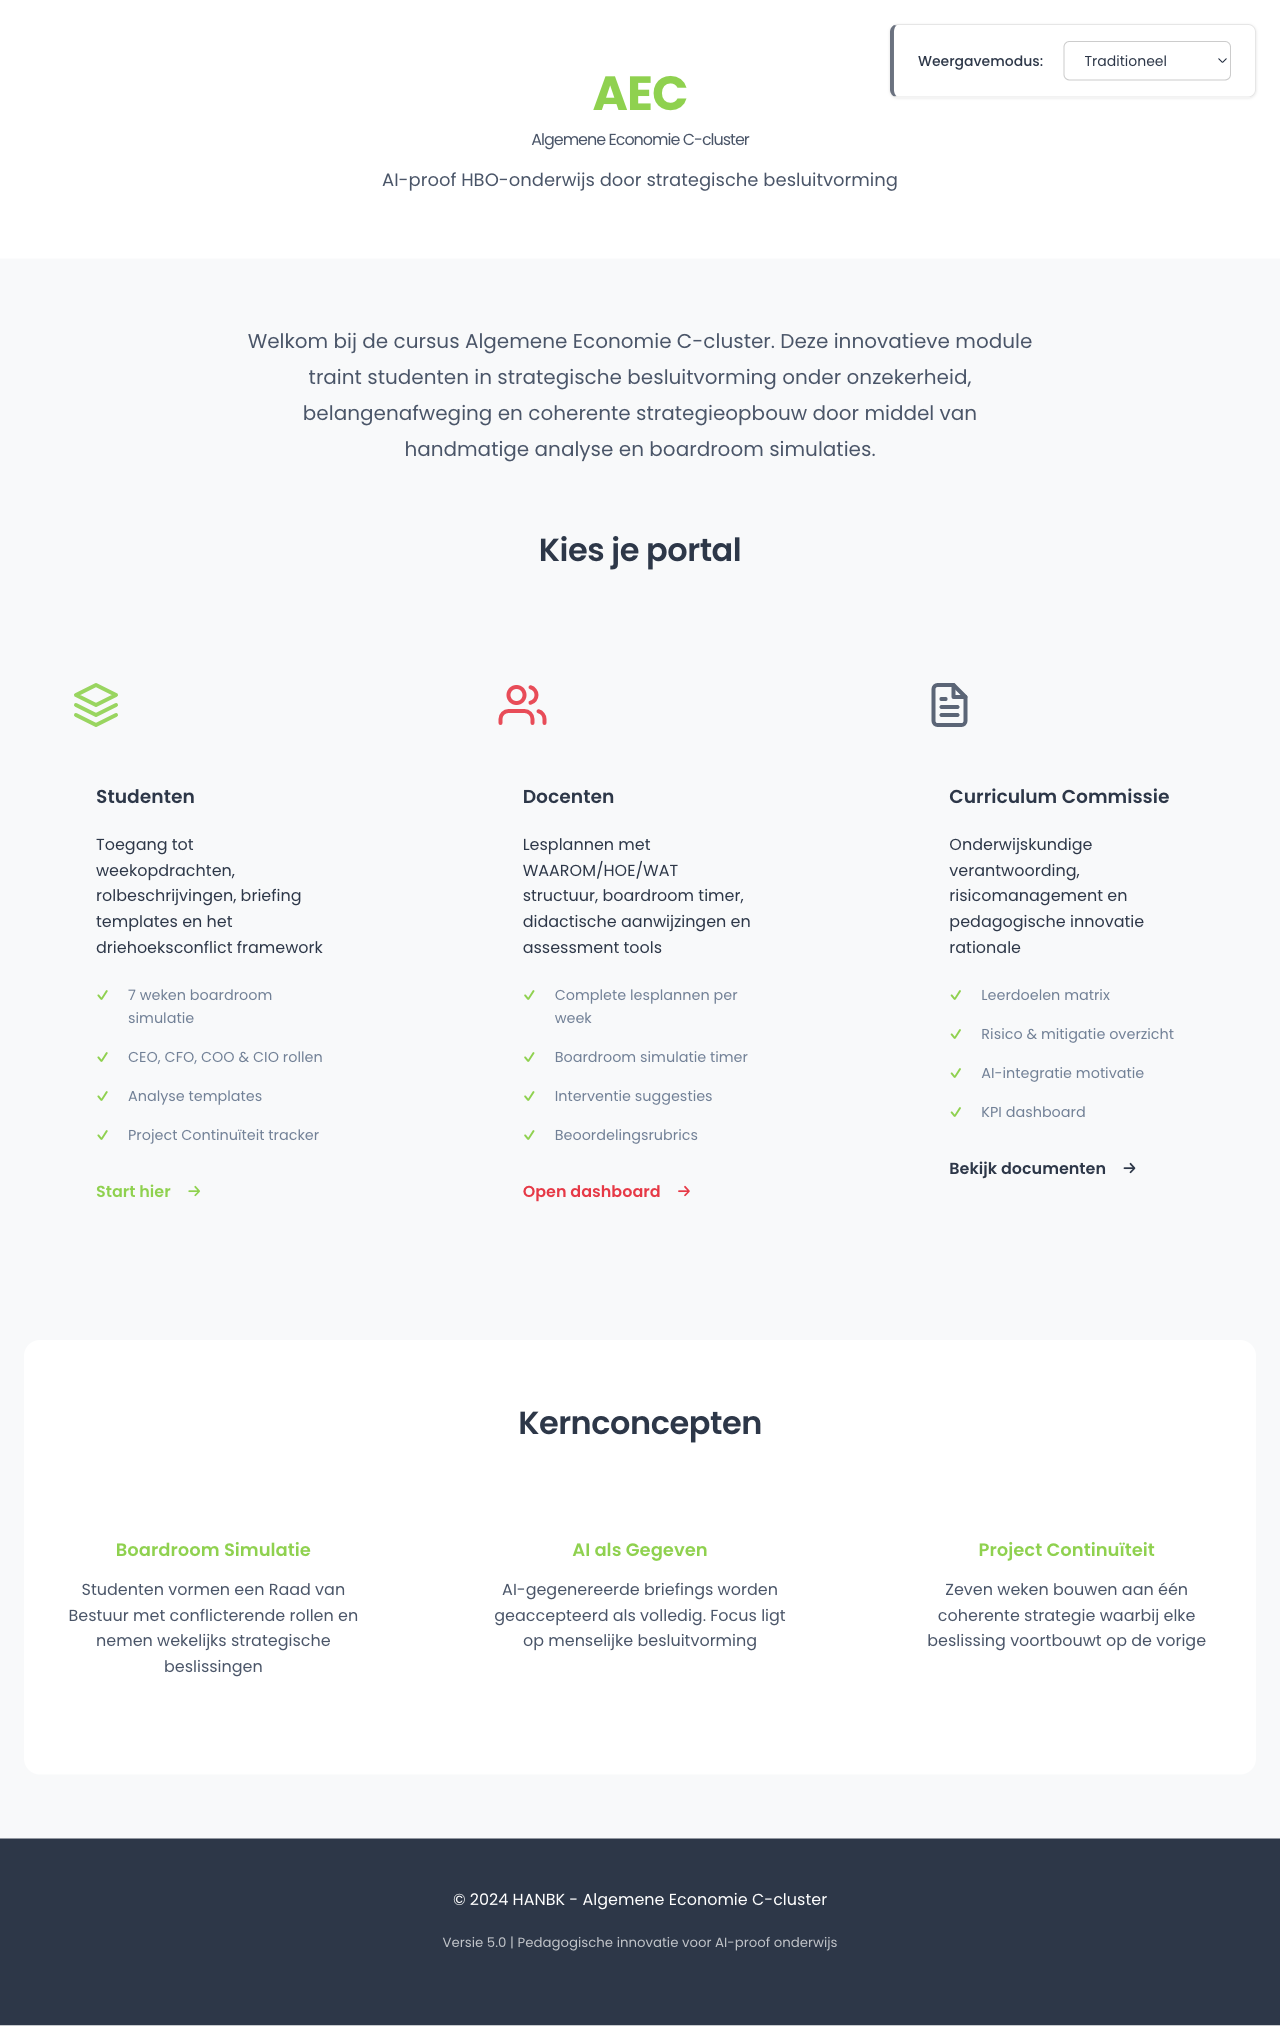 Weergavemodus:
Traditioneel
AEC
Algemene Economie C-cluster
AI-proof HBO-onderwijs door strategische besluitvorming
Welkom bij de cursus Algemene Economie C-cluster. Deze innovatieve module
traint studenten in strategische besluitvorming onder onzekerheid,
belangenafweging en coherente strategieopbouw door middel van
handmatige analyse en boardroom simulaties.
Kies je portal
Studenten
Toegang tot
weekopdrachten,
rolbeschrijvingen, briefing
templates en het
driehoeksconflict framework
7 weken boardroom
simulatie
CEO, CFO, COO & CIO rollen
Analyse templates
Project Continuïteit tracker
Start hier →
Docenten
Lesplannen met
WAAROM/HOE/WAT
structuur, boardroom timer,
didactische aanwijzingen en
assessment tools
Complete lesplannen per
week
Boardroom simulatie timer
Interventie suggesties
Beoordelingsrubrics
Open dashboard →
Curriculum Commissie
Onderwijskundige
verantwoording,
risicomanagement en
pedagogische innovatie
rationale
Leerdoelen matrix
Risico & mitigatie overzicht
AI-integratie motivatie
KPI dashboard
Bekijk documenten →
Kernconcepten
Boardroom Simulatie
Studenten vormen een Raad van
Bestuur met conflicterende rollen en
nemen wekelijks strategische
beslissingen
AI als Gegeven
AI-gegenereerde briefings worden
geaccepteerd als volledig. Focus ligt
op menselijke besluitvorming
Project Continuïteit
Zeven weken bouwen aan één
coherente strategie waarbij elke
beslissing voortbouwt op de vorige
© 2024 HANBK - Algemene Economie C-cluster
Versie 5.0 | Pedagogische innovatie voor AI-proof onderwijs